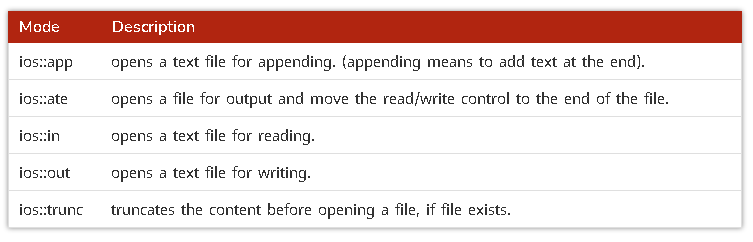 Mode Description
ios::app opens a text file for appending. (appending means to add text at the end).
ios::ate opens a file for output and move the read/write control to the end of the file.
ios::in opens a text file for reading.
ios::out opens a text file for writing.
ios::trunc truncates the content before opening a file, if file exists.